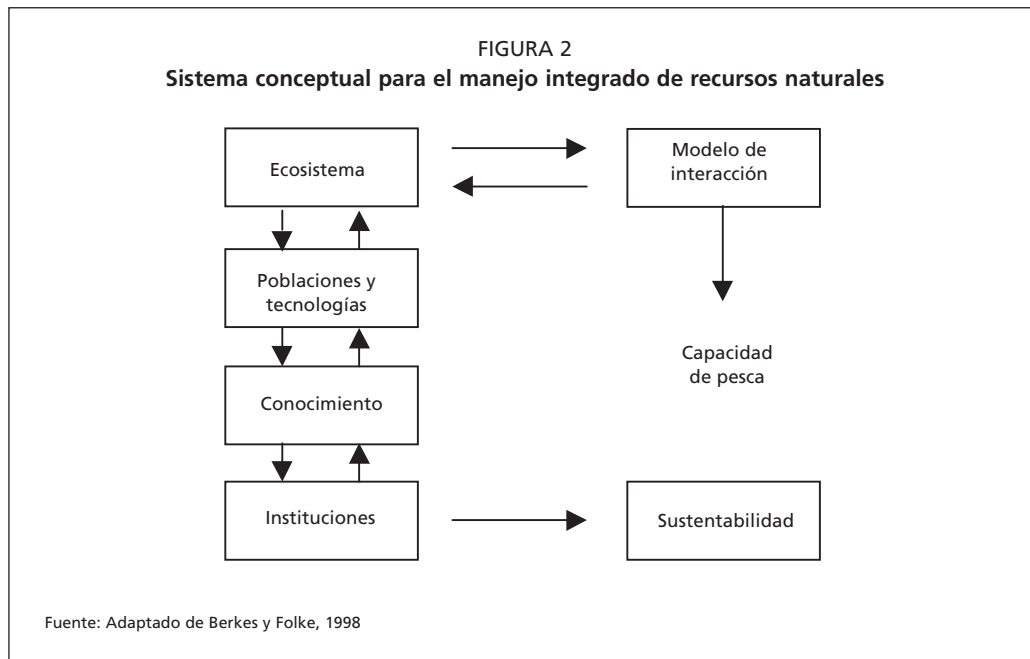 FIGURA 2
Sistema conceptual para el manejo integrado de recursos naturales
Ecosistema
Modelo de
interacción
Poblaciones y
tecnologías
Capacidad
de pesca
Conocimiento
Instituciones
Sustentabilidad
Fuente: Adaptado de Berkes y Folke, 1998